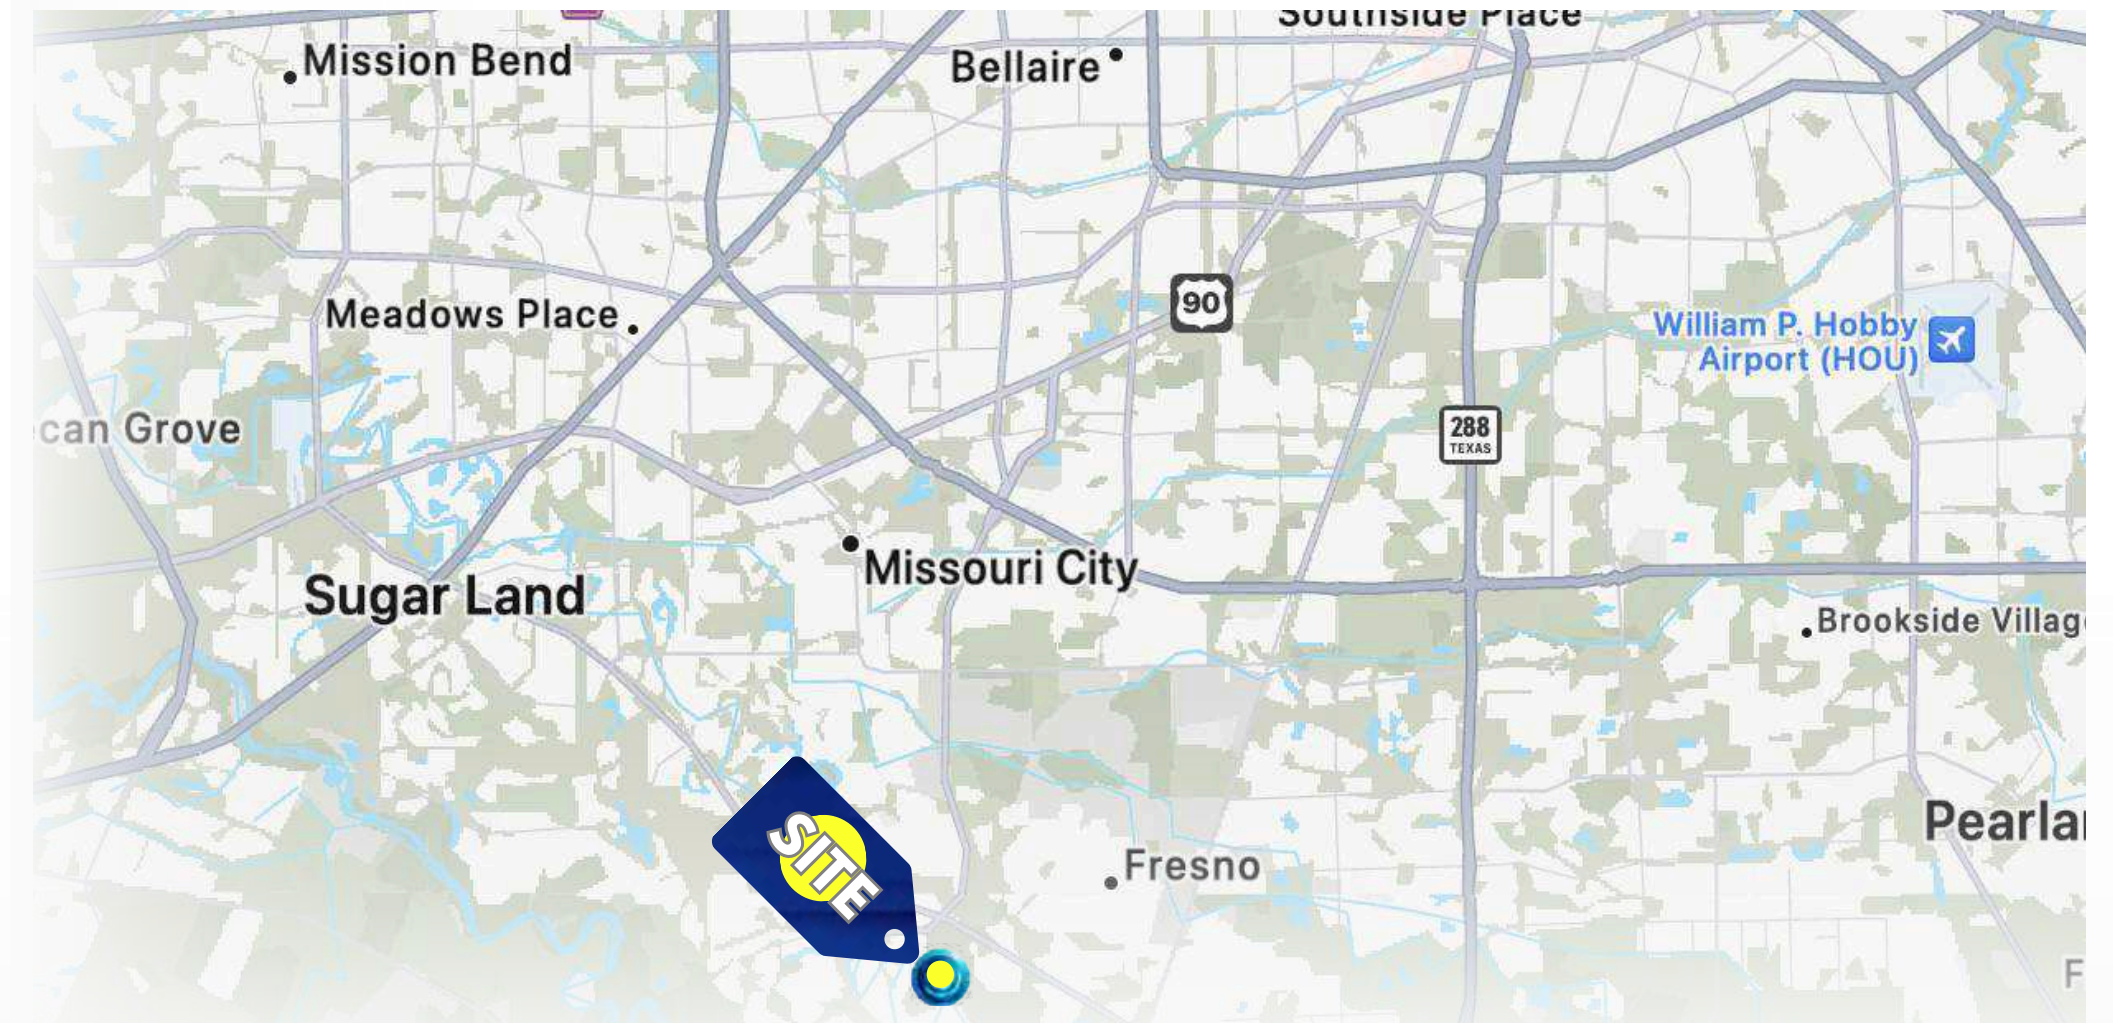 Southside Place
Mission Bend
Bellaire
90
Meadows Place
William P. Hobby
Airport (HOU)
can Grove
288
TEXAS
Missouri City
Sugar Land
Brookside Villag
Pearla
SITE
Fresno
F